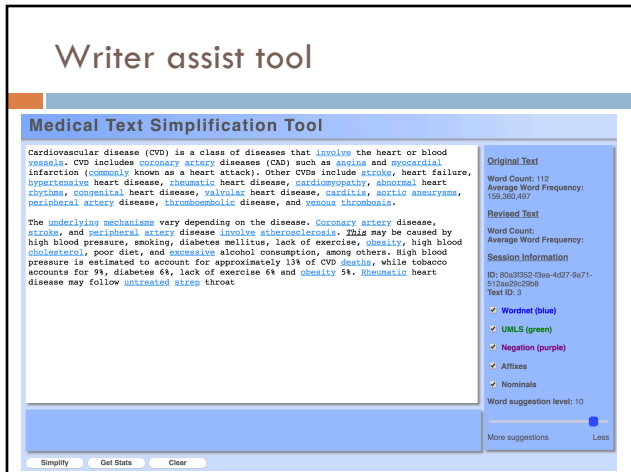 Writer assist tool
Medical Text Simplification Tool
Cardiovascular disease (CVD) is a class of diseases that involve the heart or blood
vessels. CVD includes coronary artery diseases (CAD) such as angina and myocardial
infarction (commonly known as a heart attack). Other CVDs include stroke, heart failure,
hypertensive heart disease, rheumatic heart disease, cardiomyopathy, abnormal heart
rhythms, congenital heart disease, valvular heart disease, carditis, aortic aneurysms,
peripheral artery disease, thromboembolic disease, and venous thrombosis.
The underlying mechanisms vary depending on the disease. Coronary artery disease,
stroke, and peripheral artery disease involve atherosclerosis. This may be caused by
high blood pressure, smoking, diabetes mellitus, lack of exercise, obesity, high blood
cholesterol, poor diet, and excessive alcohol consumption, among others. High blood
pressure is estimated to account for approximately 13% of CVD deaths, while tobacco
accounts for 9%, diabetes 6%, lack of exercise 6% and obesity 5%. Rheumatic heart
disease may follow untreated strep throat
Original Text
Word Count: 112
Average Word Frequency:
159,360,497
Revised Text
Word Count:
Average Word Frequency:
Session Information
ID: 80a3f352-f3ea-4d27-9a71-
512ae29c29b8
Text ID: 3
Wordnet (blue)
UMLS (green)
Negation (purple)
Affixes
Nominals
Word suggestion level: 10
More suggestions Less
Simplify Get Stats Clear